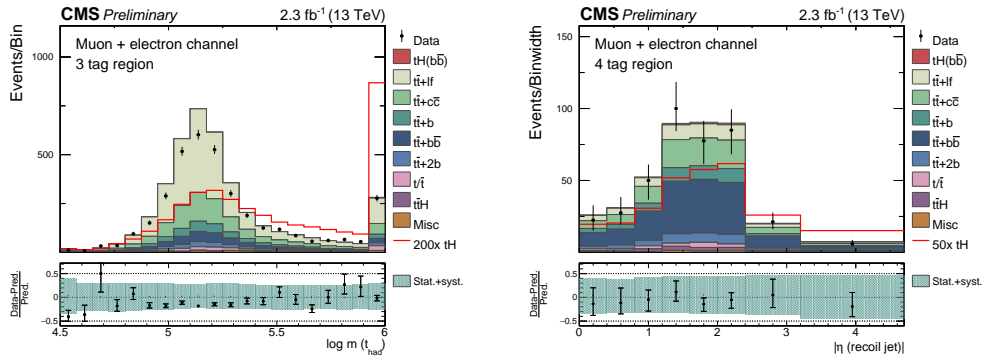 CMS Preliminary 2.3 fb⁻¹ (13 TeV)
Events/Bin
1000
500
Muon + electron channel
3 tag region
Data
tH(bb̄)
tt̄+lf
tt̄+cc̄
tt̄+b
tt̄+bb̄
tt̄+2b
t/t̄
tt̄H
Misc
200x tH
Data-Pred.
Pred.
0.5
0.0
−0.5
Stat.+syst.
4.5 5 5.5 6
log m (t_had)
CMS Preliminary 2.3 fb⁻¹ (13 TeV)
Events/Binwidth
150
100
50
Muon + electron channel
4 tag region
Data
tH(bb̄)
tt̄+lf
tt̄+cc̄
tt̄+b
tt̄+bb̄
tt̄+2b
t/t̄
tt̄H
Misc
50x tH
Data-Pred.
Pred.
0.5
0.0
−0.5
Stat.+syst.
0 1 2 3 4
|η (recoil jet)|